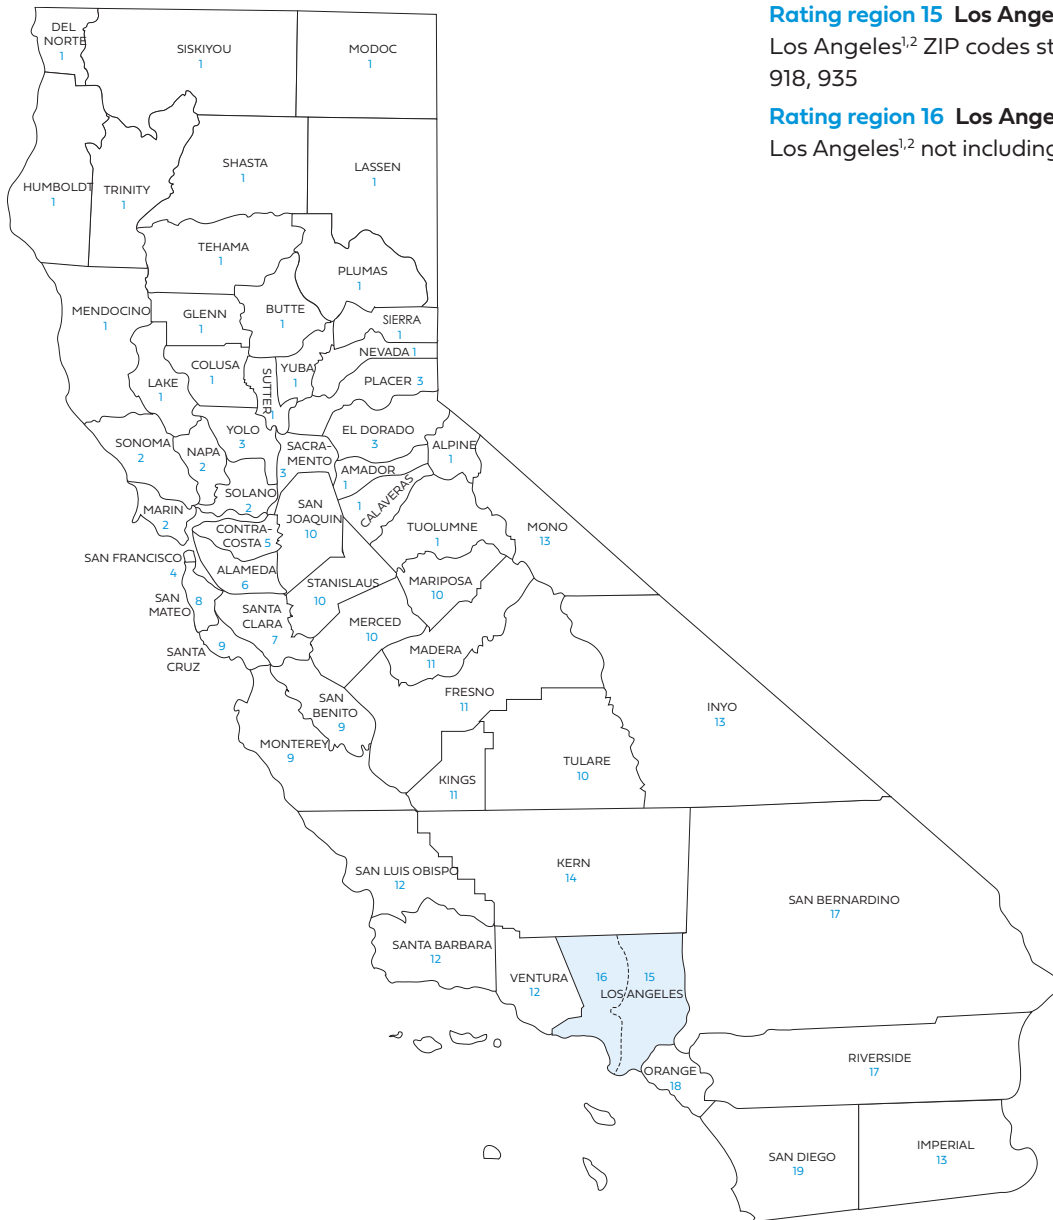 Rating region 15 Los Ange
Los Angeles1,2 ZIP codes st
918, 935
Rating region 16 Los Ange
Los Angeles1,2 not including
DEL
NORTE
1
SISKIYOU
1
MODOC
1
SHASTA
1
LASSEN
1
HUMBOLDT
1
TRINITY
1
TEHAMA
1
PLUMAS
1
MENDOCINO
1
GLENN
1
BUTTE
1
SIERRA
1
NEVADA 1
COLUSA
1
SUTTER
1
YUBA
1
PLACER 3
LAKE
1
SONOMA
2
NAPA
2
YOLO
3
SACRA-
MENTO
3
EL DORADO
3
ALPINE
1
AMADOR
1
CALAVERAS
1
SOLANO
2
MARIN
2
SAN
JOAQUIN
10
TUOLUMNE
1
MONO
13
CONTRA-
COSTA 5
SAN FRANCISCO
4
ALAMEDA
6
STANISLAUS
10
MARIPOSA
10
SAN
MATEO
8
SANTA
CLARA
7
MERCED
10
SANTA
CRUZ
9
MADERA
11
FRESNO
11
SAN
BENITO
9
INYO
13
MONTEREY
9
TULARE
10
KINGS
11
SAN LUIS OBISPO
12
KERN
14
SAN BERNARDINO
17
SANTA BARBARA
12
VENTURA
12
16
15
LOS ANGELES
RIVERSIDE
17
ORANGE
18
SAN DIEGO
19
IMPERIAL
13